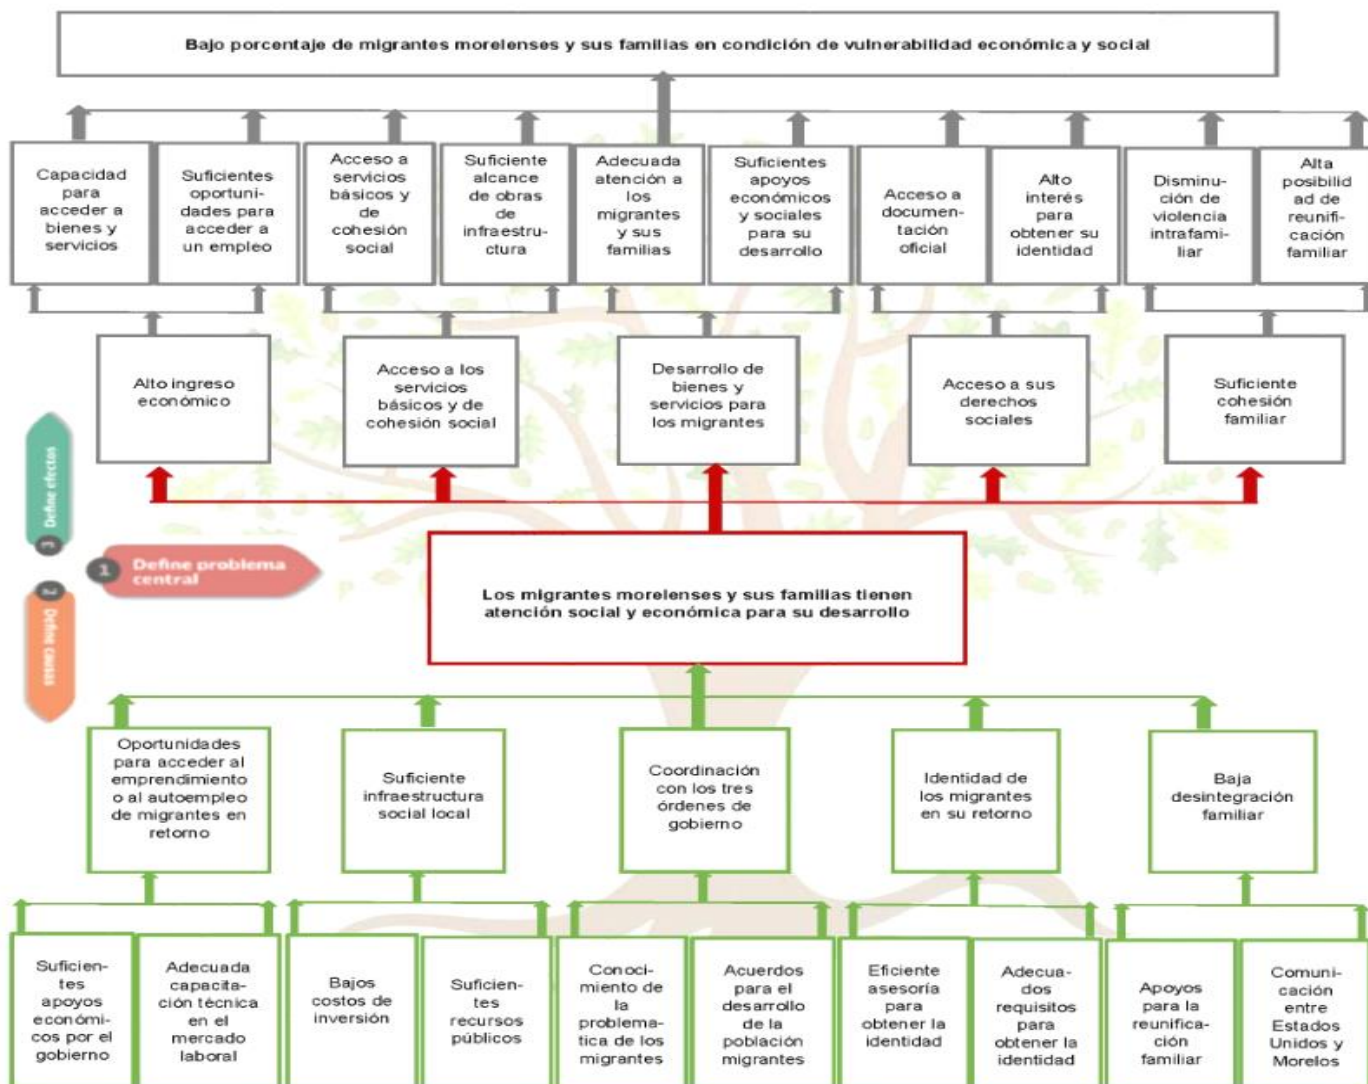 Bajo porcentaje de migrantes morelenses y sus familias en condición de vulnerabilidad económica y social
Capacidad
para
acceder a
bienes y
servicios
Suficientes
oportuni-
dades para
acceder a
un empleo
Acceso a
servicios
básicos y
de
cohesión
social
Suficiente
alcance
de obras
de
infraestru-
ctura
Adecuada
atención a
los
migrantes
y sus
familias
Suficientes
apoyos
económicos
y sociales
para su
desarrollo
Acceso a
documen-
tación
oficial
Alto
interés
para
obtener su
identidad
Disminu-
ción de
violencia
intrafami-
liar
Alta
posibilid
ad de
reunifi-
cación
familiar
Alto ingreso
económico
Acceso a los
servicios
básicos y de
cohesión social
Desarrollo de
bienes y
servicios para
los migrantes
Acceso a sus
derechos
sociales
Suficiente
cohesión
familiar
Define efectos
3
1
Define problema
central
2
Define causas
Los migrantes morelenses y sus familias tienen
atención social y económica para su desarrollo
Oportunidades
para acceder al
emprendimiento
o al autoempleo
de migrantes en
retorno
Suficiente
infraestructura
social local
Coordinación
con los tres
órdenes de
gobierno
Identidad de
los migrantes
en su retorno
Baja
desintegración
familiar
Suficien-
tes
apoyos
económi-
cos por el
gobierno
Adecuada
capacita-
ción técnica
en el
mercado
laboral
Bajos
costos de
inversión
Suficien-
tes
recursos
públicos
Conoci-
miento de
la
problema-
tica de los
migrantes
Acuerdos
para el
desarrollo
de la
población
migrantes
Eficiente
asesoría
para
obtener la
identidad
Adecua-
dos
requisitos
para
obtener la
identidad
Apoyos
para la
reunifica-
ción
familiar
Comuni-
cación
entre
Estados
Unidos y
Morelos